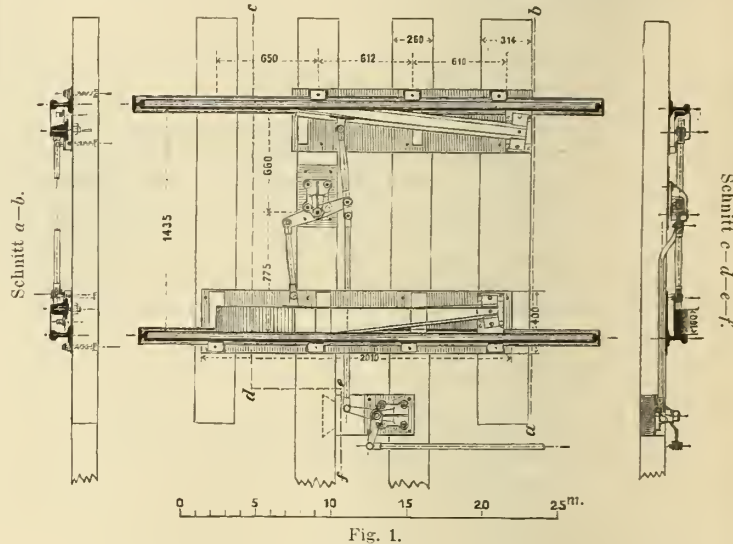 c
b
260
314
650
612
610
Schnitt a—b.
660
1435
775
Schnitt c—d—e—f.
400
<160>
2010
d
e
a
f
0 5 10 15 20 25 m.
Fig. 1.